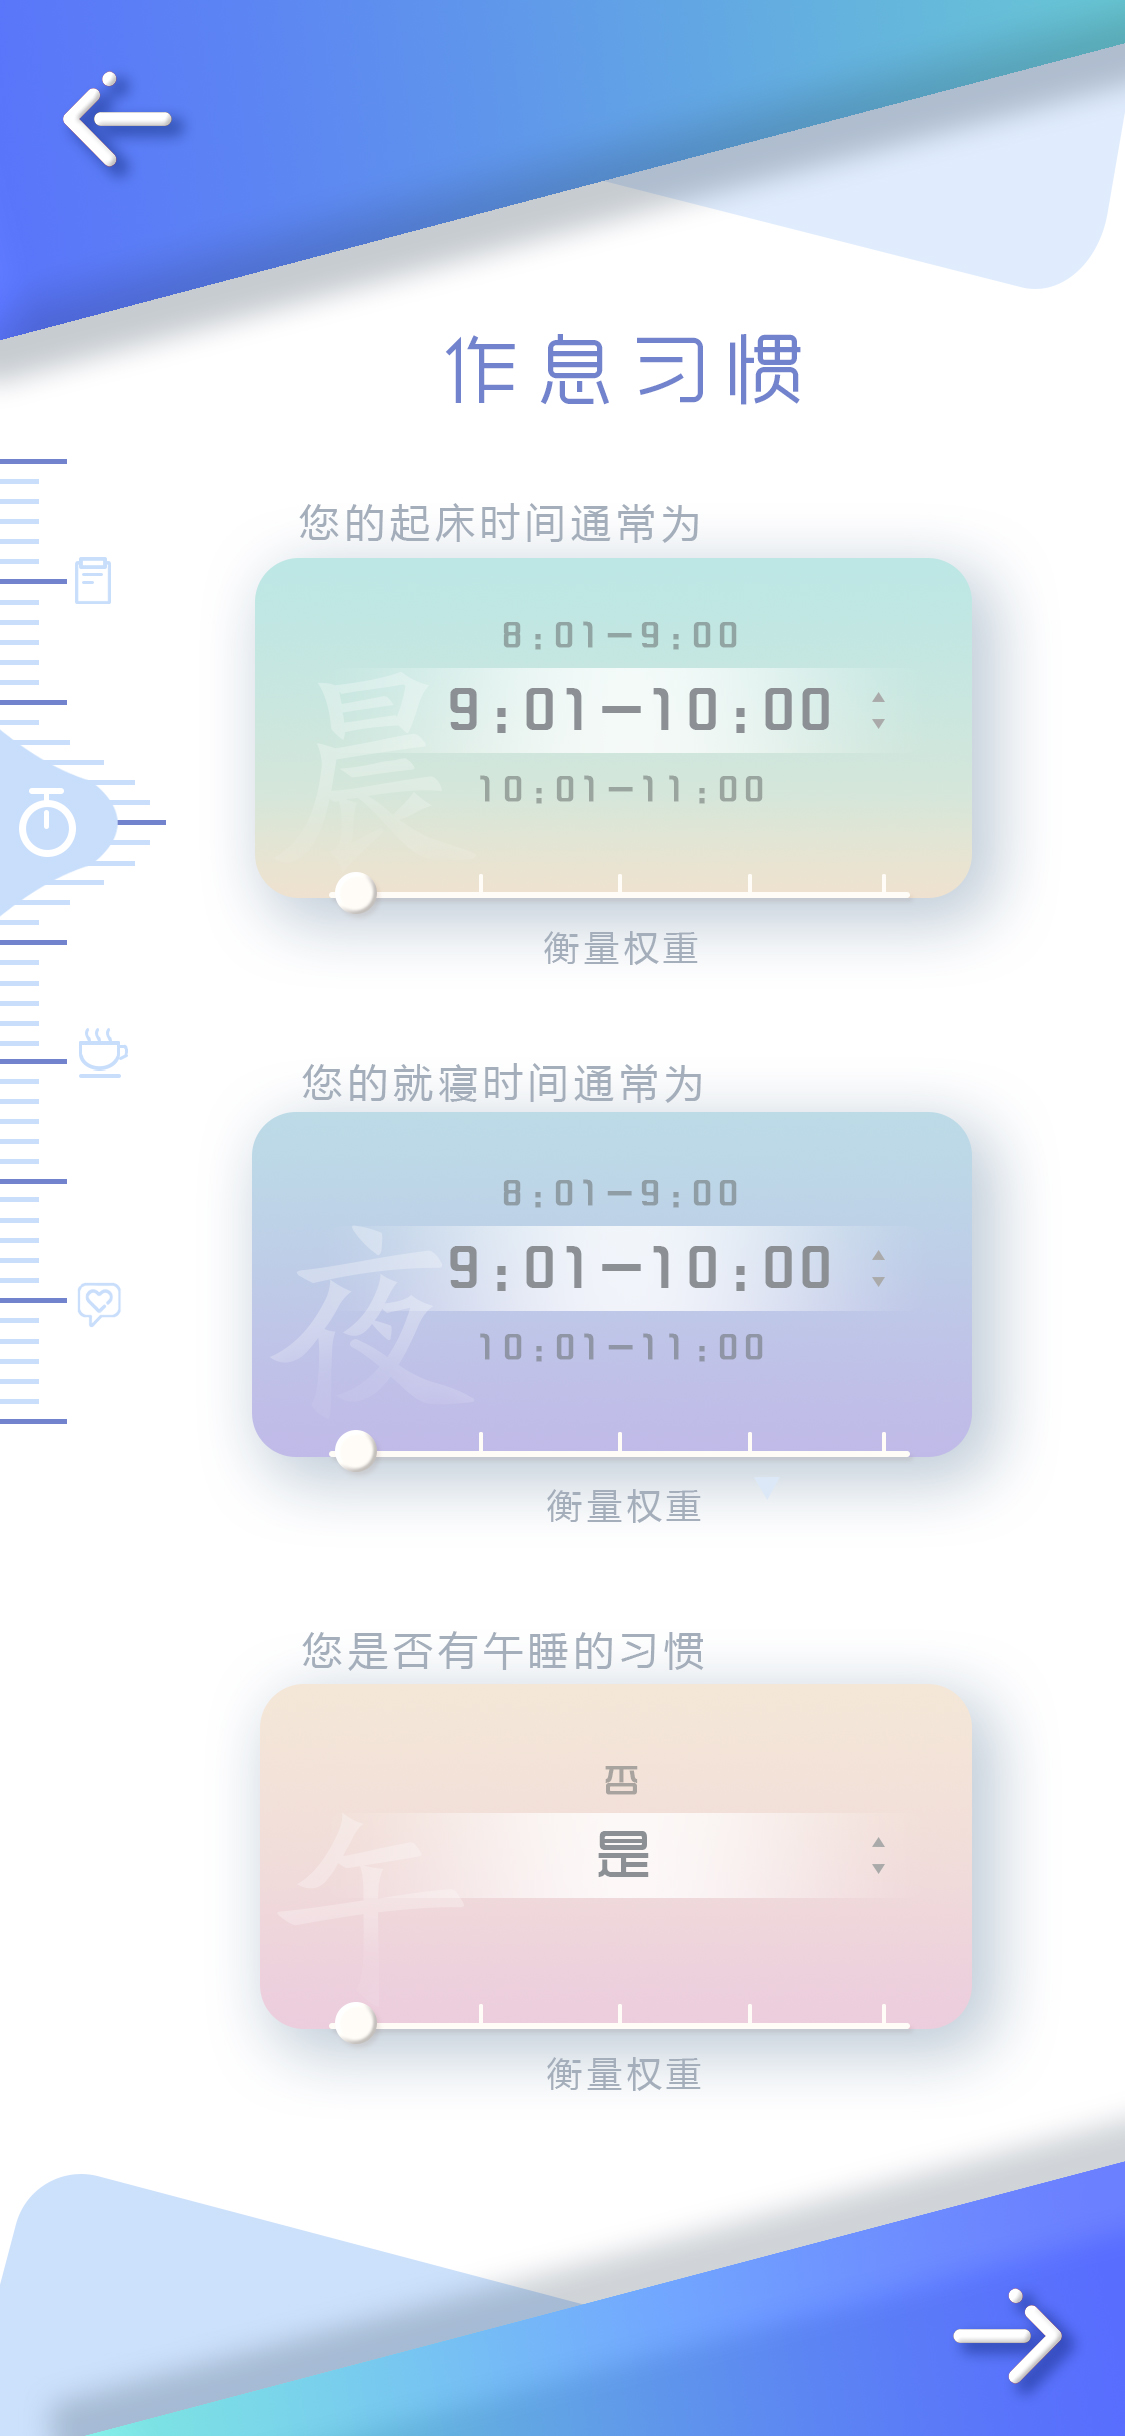 作息习惯
您的起床时间通常为
8:01—9:00
晨
9:01—10:00
10:01—11:00
衡量权重
您的就寝时间通常为
8:01—9:00
夜
9:01—10:00
10:01—11:00
衡量权重
您是否有午睡的习惯
否
午
是
衡量权重